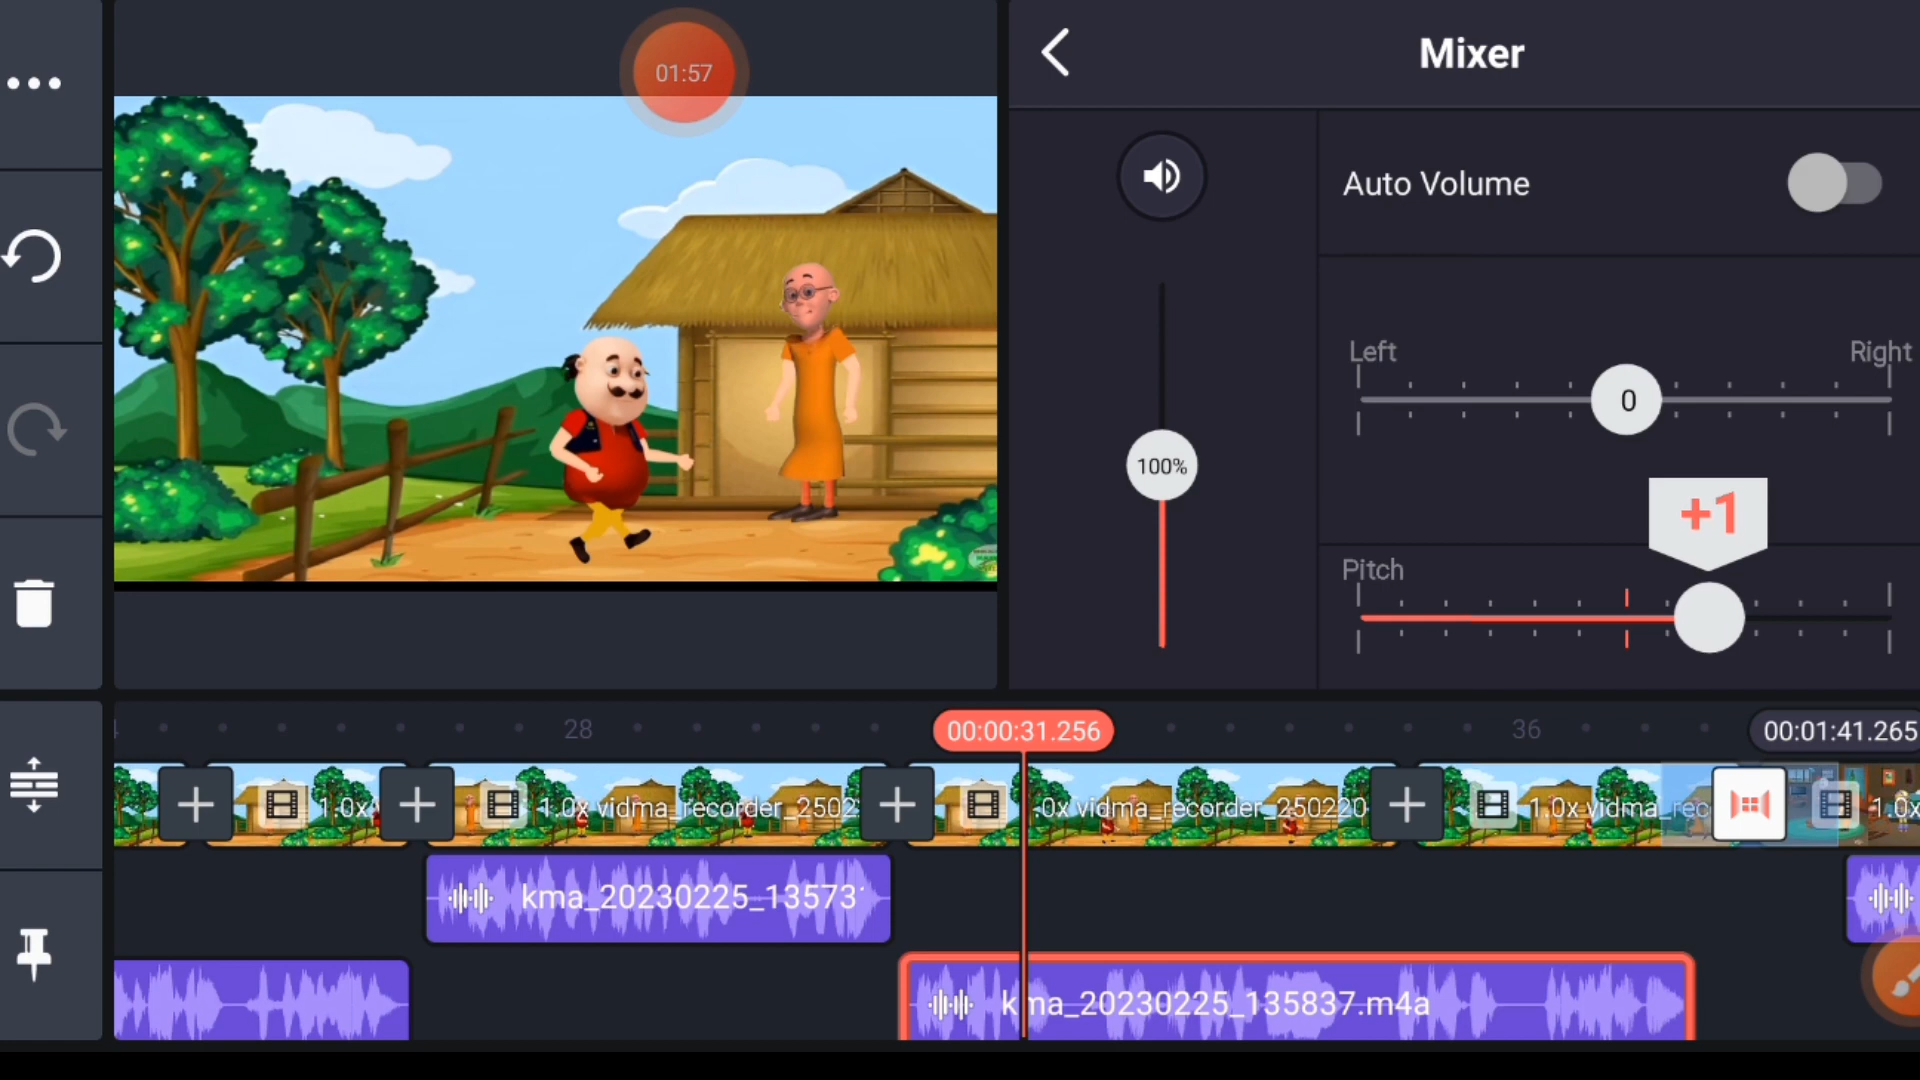 01:57
Mixer
Auto Volume
Left
Right
0
100%
+1
Pitch
28
00:00:31.256
36
00:01:41.265
1.0x
1.0x vidma_recorder_2502
.0x vidma_recorder_250220
1.0x vidma_rec
1.0x
kma_20230225_13573
kma_20230225_135837.m4a